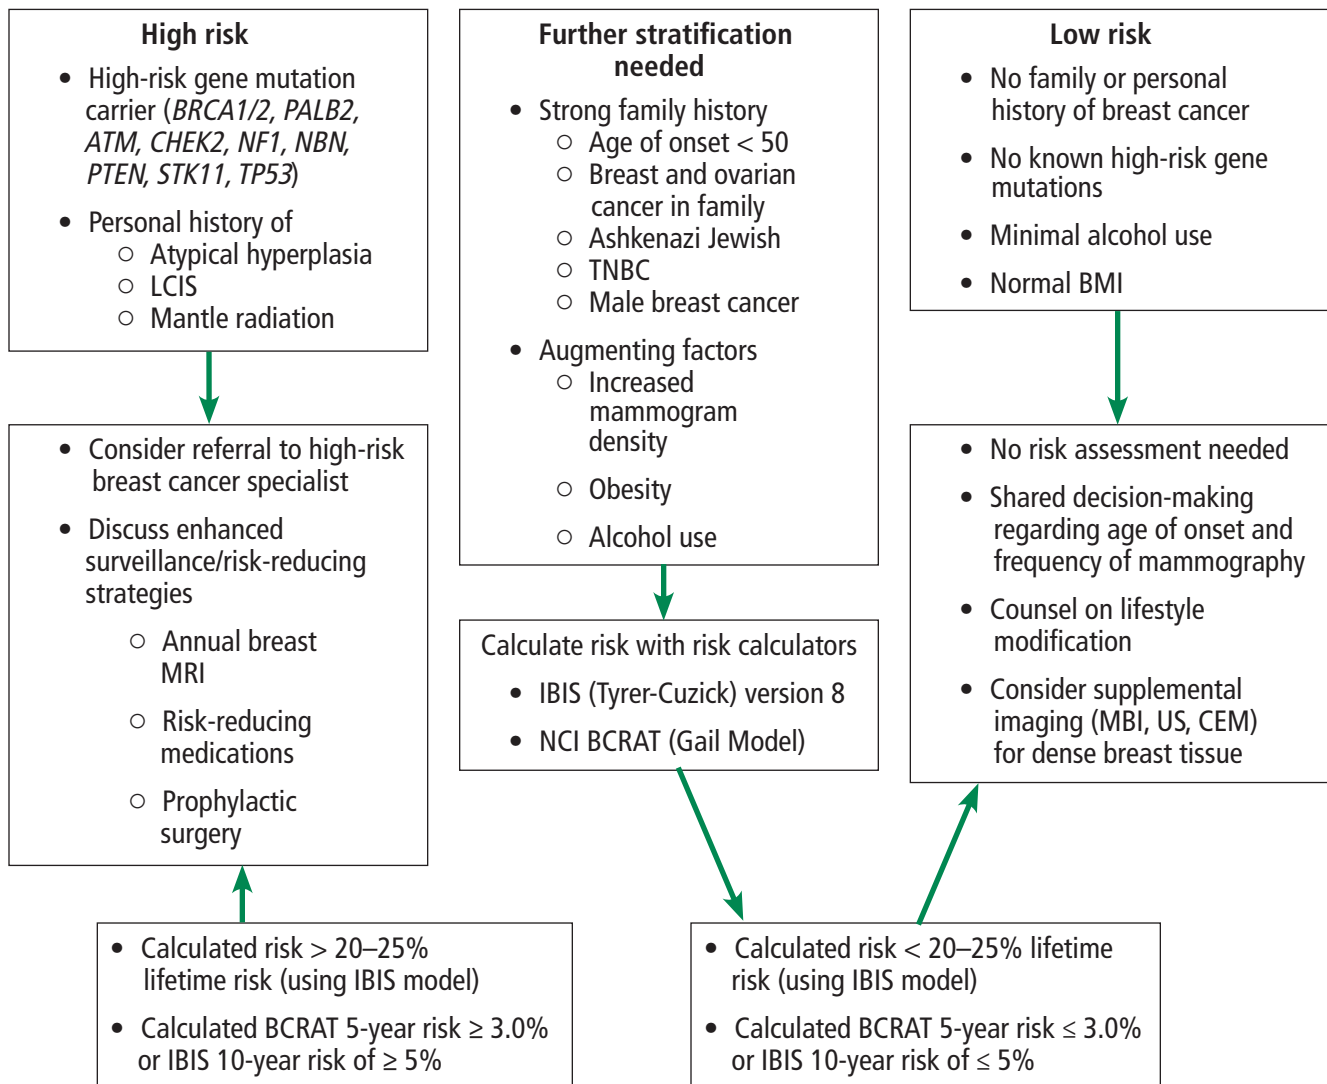 High risk
• High-risk gene mutation
carrier (BRCA1/2, PALB2,
ATM, CHEK2, NF1, NBN,
PTEN, STK11, TP53)
• Personal history of
○ Atypical hyperplasia
○ LCIS
○ Mantle radiation
• Consider referral to high-risk
breast cancer specialist
• Discuss enhanced
surveillance/risk-reducing
strategies
○ Annual breast
MRI
○ Risk-reducing
medications
○ Prophylactic
surgery
Further stratification
needed
• Strong family history
○ Age of onset < 50
○ Breast and ovarian
cancer in family
○ Ashkenazi Jewish
○ TNBC
○ Male breast cancer
• Augmenting factors
○ Increased
mammogram
density
○ Obesity
○ Alcohol use
Calculate risk with risk calculators
• IBIS (Tyrer-Cuzick) version 8
• NCI BCRAT (Gail Model)
Low risk
• No family or personal
history of breast cancer
• No known high-risk gene
mutations
• Minimal alcohol use
• Normal BMI
• No risk assessment needed
• Shared decision-making
regarding age of onset and
frequency of mammography
• Counsel on lifestyle
modification
• Consider supplemental
imaging (MBI, US, CEM)
for dense breast tissue
• Calculated risk > 20–25%
lifetime risk (using IBIS model)
• Calculated BCRAT 5-year risk ≥ 3.0%
or IBIS 10-year risk of ≥ 5%
• Calculated risk < 20–25% lifetime
risk (using IBIS model)
• Calculated BCRAT 5-year risk ≤ 3.0%
or IBIS 10-year risk of ≤ 5%